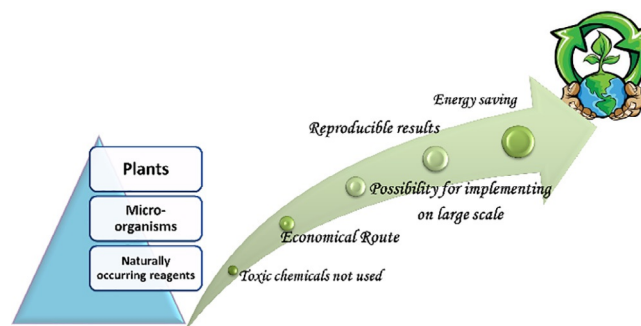 Plants
Micro-
organisms
Naturally
occurring reagents
Energy saving
Reproducible results
Possibility for implementing
on large scale
Economical Route
Toxic chemicals not used